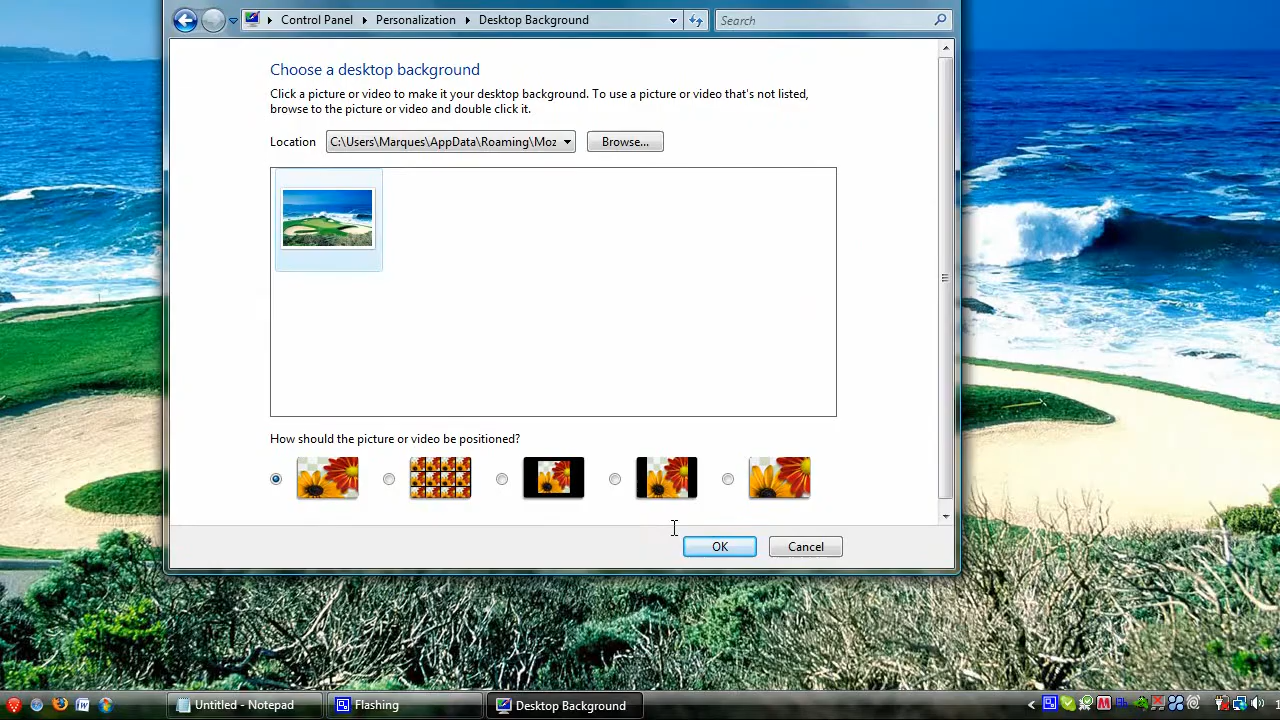 Control Panel Personalization Desktop Background
Search
Choose a desktop background
Click a picture or video to make it your desktop background. To use a picture or video that's not listed,
browse to the picture or video and double click it.
Location C:\Users\Marques\AppData\Roaming\Moz Browse...
How should the picture or video be positioned?
OK Cancel
Untitled - Notepad Flashing Desktop Background